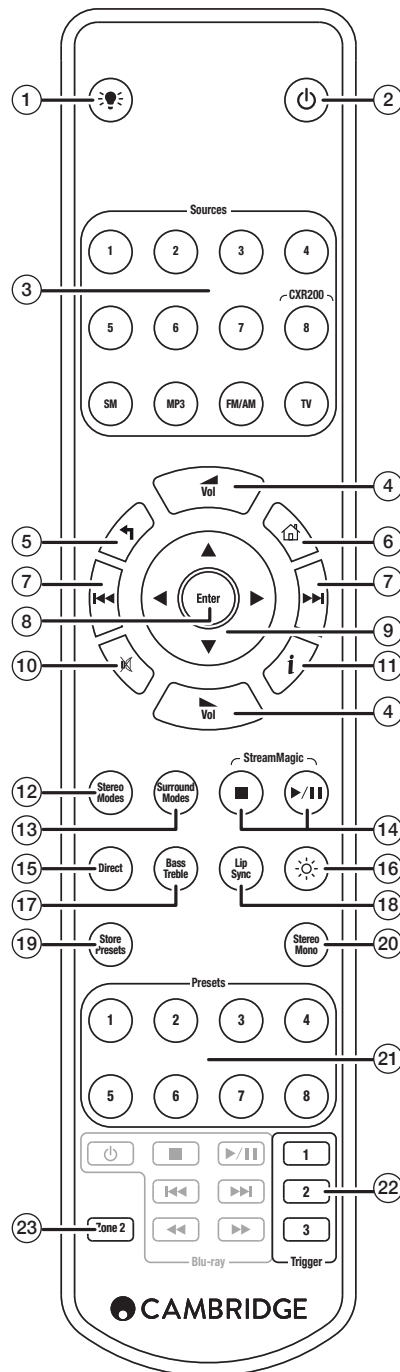 1
2
Sources
1 2 3 4
3
CXR200
5 6 7 8
SM MP3 FM/AM TV
Vol
4
5
6
7
7
Enter
8
9
10
i
11
Vol
4
StreamMagic
12
Stereo
Modes
Surround
Modes
13
14
15
Direct
Bass
Treble
Lip
Sync
16
17
18
19
Store
Presets
Stereo
Mono
20
Presets
1 2 3 4
21
5 6 7 8
1
2
22
23
Zone 2
3
Blu-ray
Trigger
CAMBRIDGE